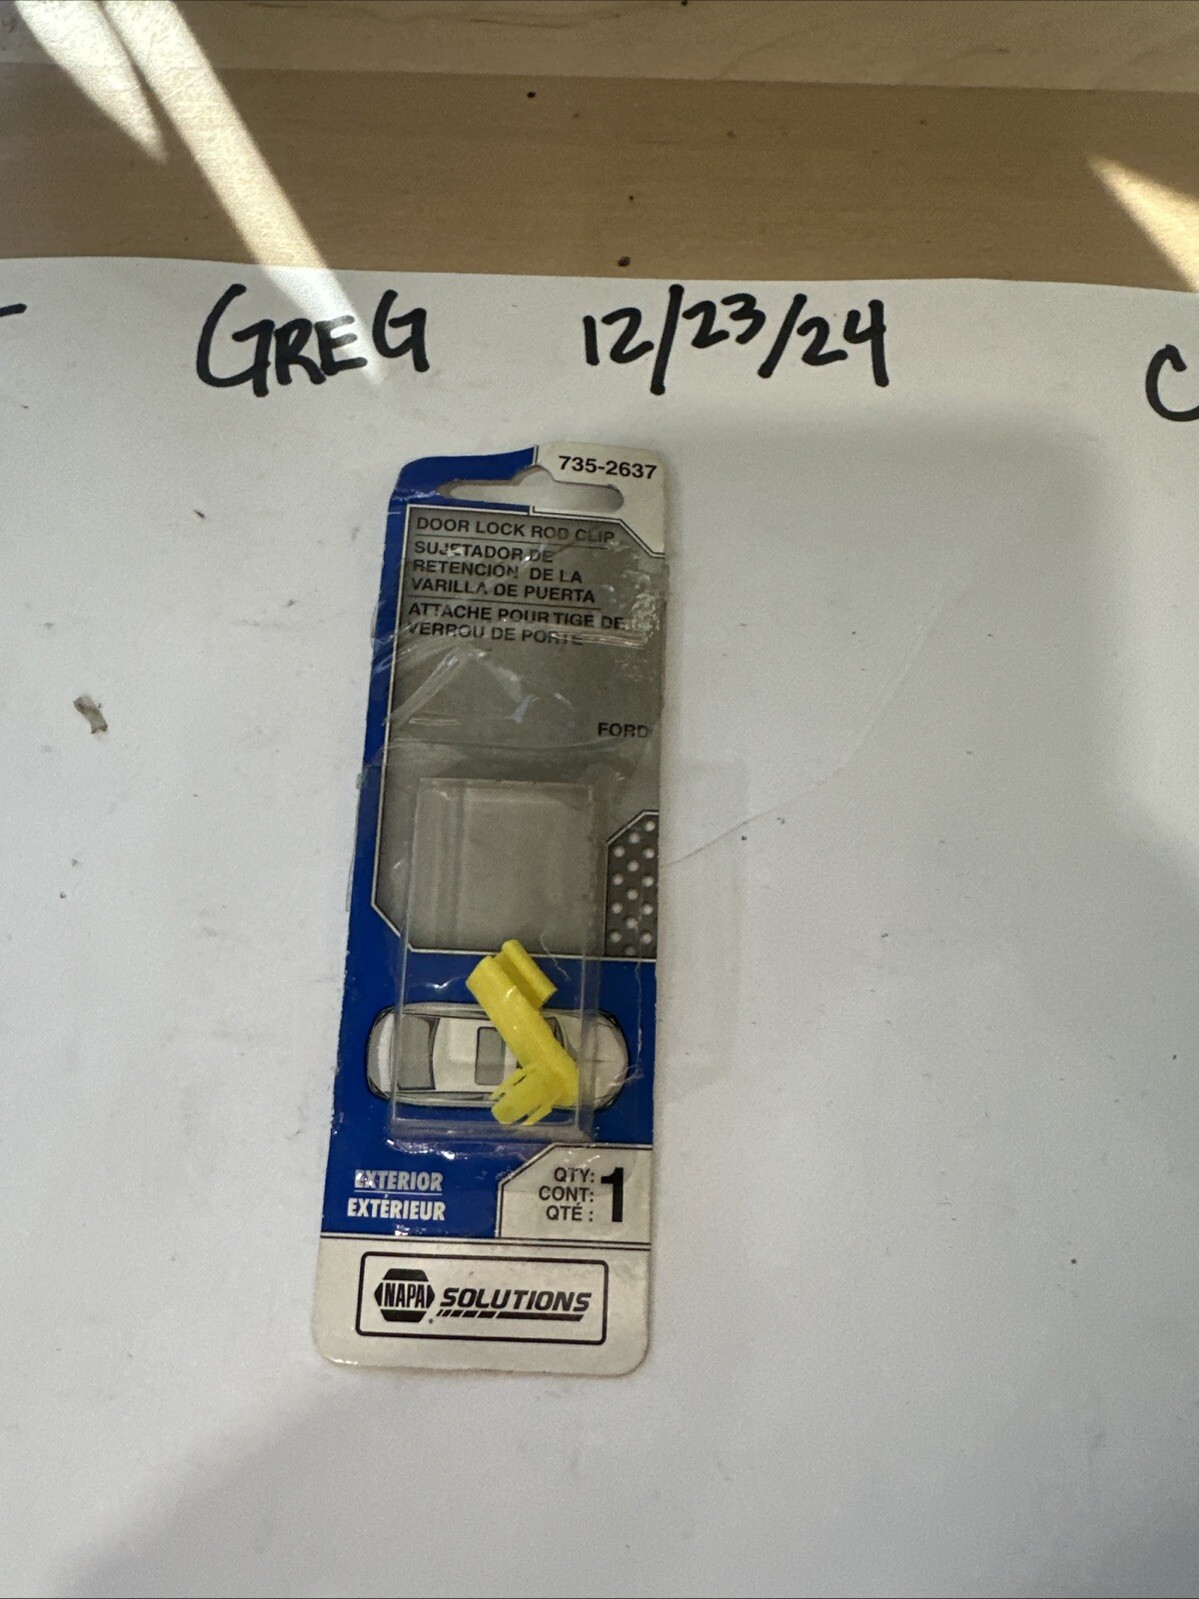 GREG 12/23/24
735-2637
DOOR LOCK ROD CLIP
SUJETADOR DE
RETENCIÓN DE LA
VARILLA DE PUERTA
ATTACHE POUR TIGE DE
VERROU DE PORTE
FORD
EXTERIOR
EXTÉRIEUR
QTY:
CONT:
QTÉ :
1
NAPA SOLUTIONS